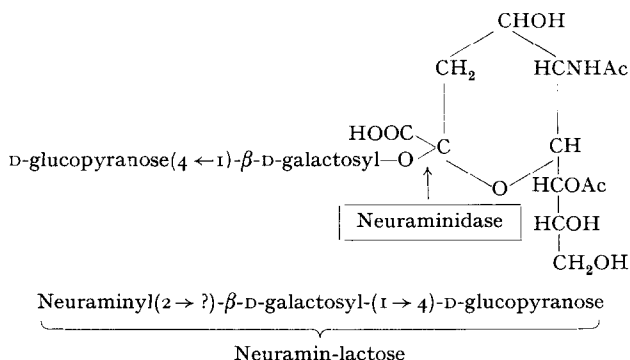 CHOH
CH₂ HCNHAc
HOOC
D-glucopyranose(4 ←1)-β-D-galactosyl—O C CH
O HCOAc
Neuraminidase HCOH
CH₂OH
Neuraminyl(2 → ?)-β-D-galactosyl-(1 → 4)-D-glucopyranose
Neuramin-lactose